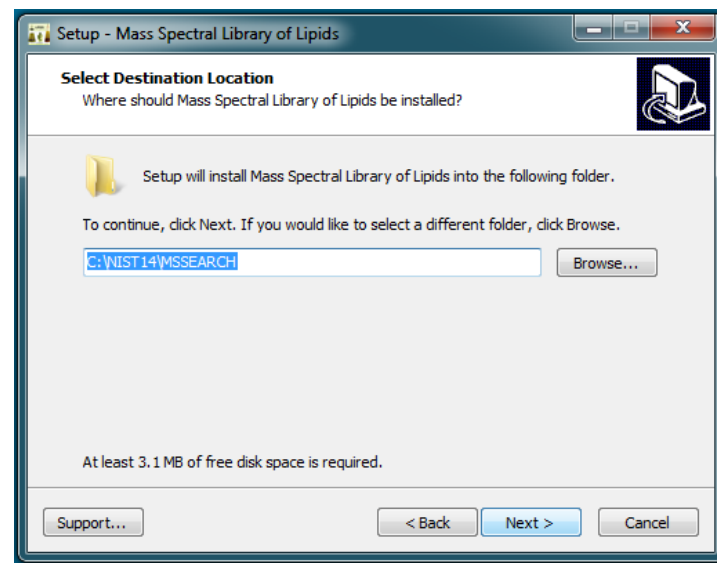 Setup - Mass Spectral Library of Lipids
Select Destination Location
Where should Mass Spectral Library of Lipids be installed?
Setup will install Mass Spectral Library of Lipids into the following folder.
To continue, click Next. If you would like to select a different folder, click Browse.
C:\NIST14\MSSEARCH
Browse...
At least 3.1 MB of free disk space is required.
Support...
< Back
Next >
Cancel